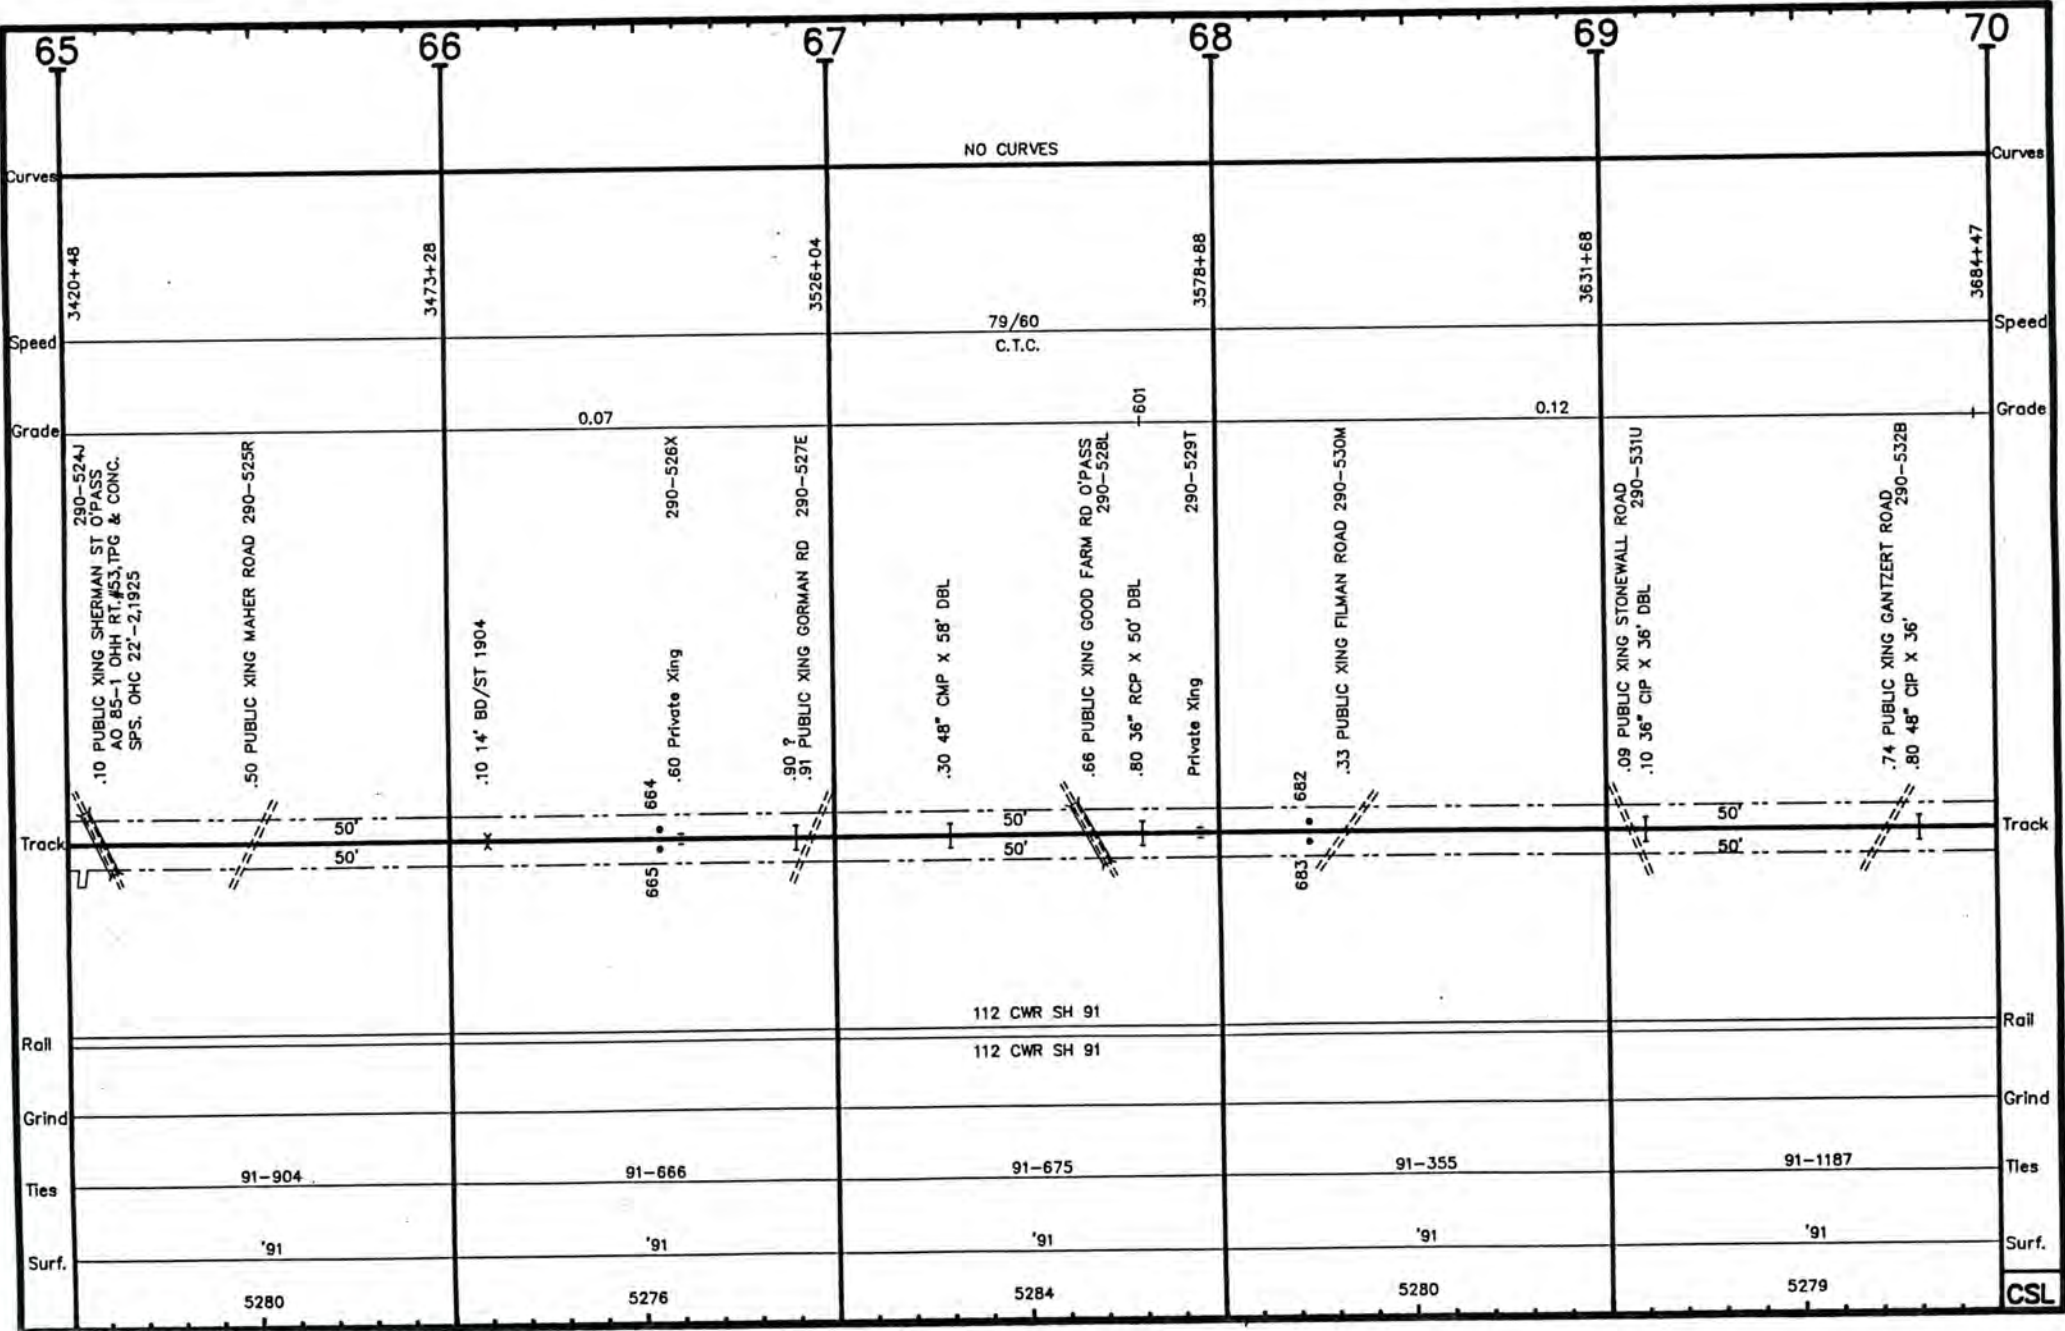 65 66 67 68 69 70
NO CURVES
Curves Curves
3420+48 3473+28 3526+04 3578+88 3631+68 3684+47
79/60
Speed Speed
C.T.C.
601
0.07 0.12
Grade Grade
290-524J
.10 PUBLIC XING SHERMAN ST O'PASS
AO 85-1 OHH RT.#53,TPG & CONC.
SPS. OHC 22'-2,1925
.50 PUBLIC XING MAHER ROAD 290-525R
.10 14' BD/ST 1904
.60 Private Xing 290-526X
.90 ?
.91 PUBLIC XING GORMAN RD 290-527E
.30 48" CMP X 58' DBL
.66 PUBLIC XING GOOD FARM RD O'PASS
290-528L
.80 36" RCP X 50' DBL
Private Xing 290-529T
.33 PUBLIC XING FILMAN ROAD 290-530M
.09 PUBLIC XING STONEWALL ROAD
290-531U
.10 36" CIP X 36' DBL
.74 PUBLIC XING GANTZERT ROAD
290-532B
.80 48" CIP X 36'
664 682
50' 50' 50'
Track Track
50' 50' 50'
665 683
112 CWR SH 91
Rail Rail
112 CWR SH 91
Grind Grind
91-904 91-666 91-675 91-355 91-1187
Ties Ties
'91 '91 '91 '91 '91
Surf. Surf.
5280 5276 5284 5280 5279
CSL